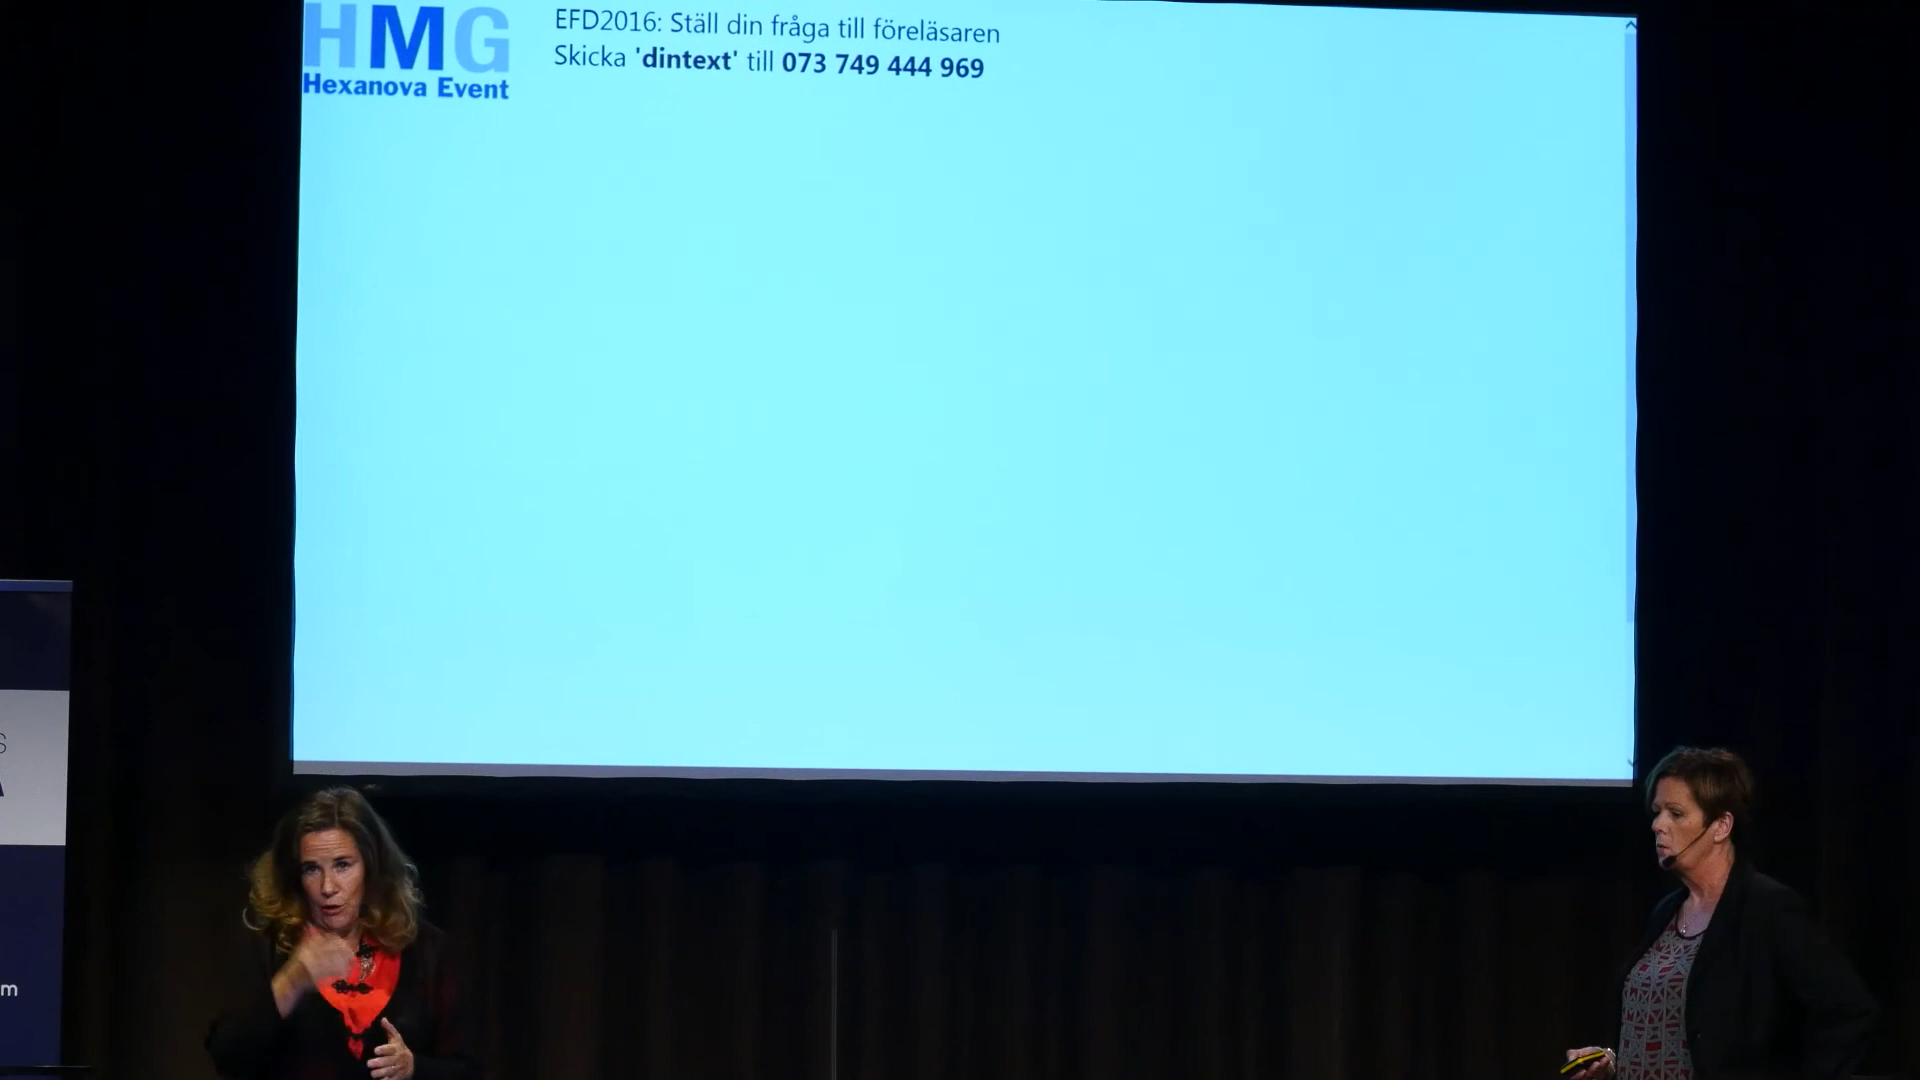 HMG
Hexanova Event
EFD2016: Ställ din fråga till föreläsaren
Skicka 'dintext' till 073 749 444 969
S
A
m